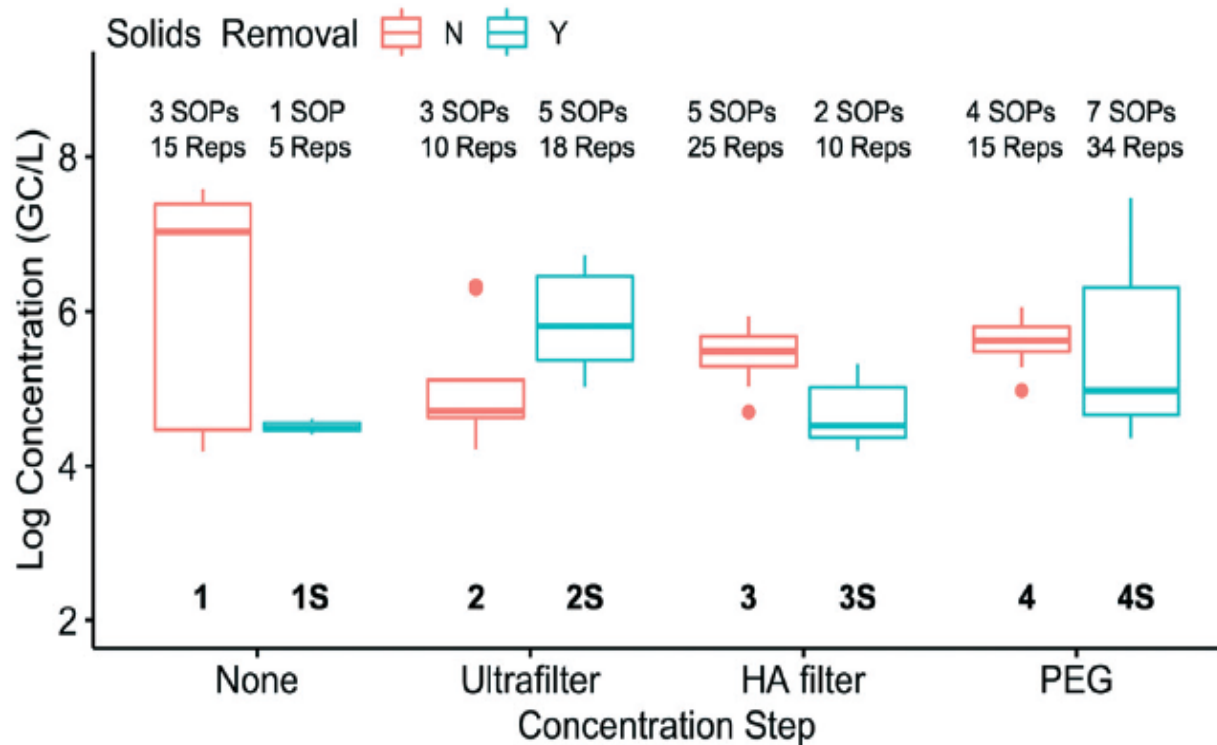 Solids Removal N Y
3 SOPs 1 SOP 3 SOPs 5 SOPs 5 SOPs 2 SOPs 4 SOPs 7 SOPs
15 Reps 5 Reps 10 Reps 18 Reps 25 Reps 10 Reps 15 Reps 34 Reps
Log Concentration (GC/L)
8
6
4
2
1 1S 2 2S 3 3S 4 4S
None Ultrafilter HA filter PEG
Concentration Step